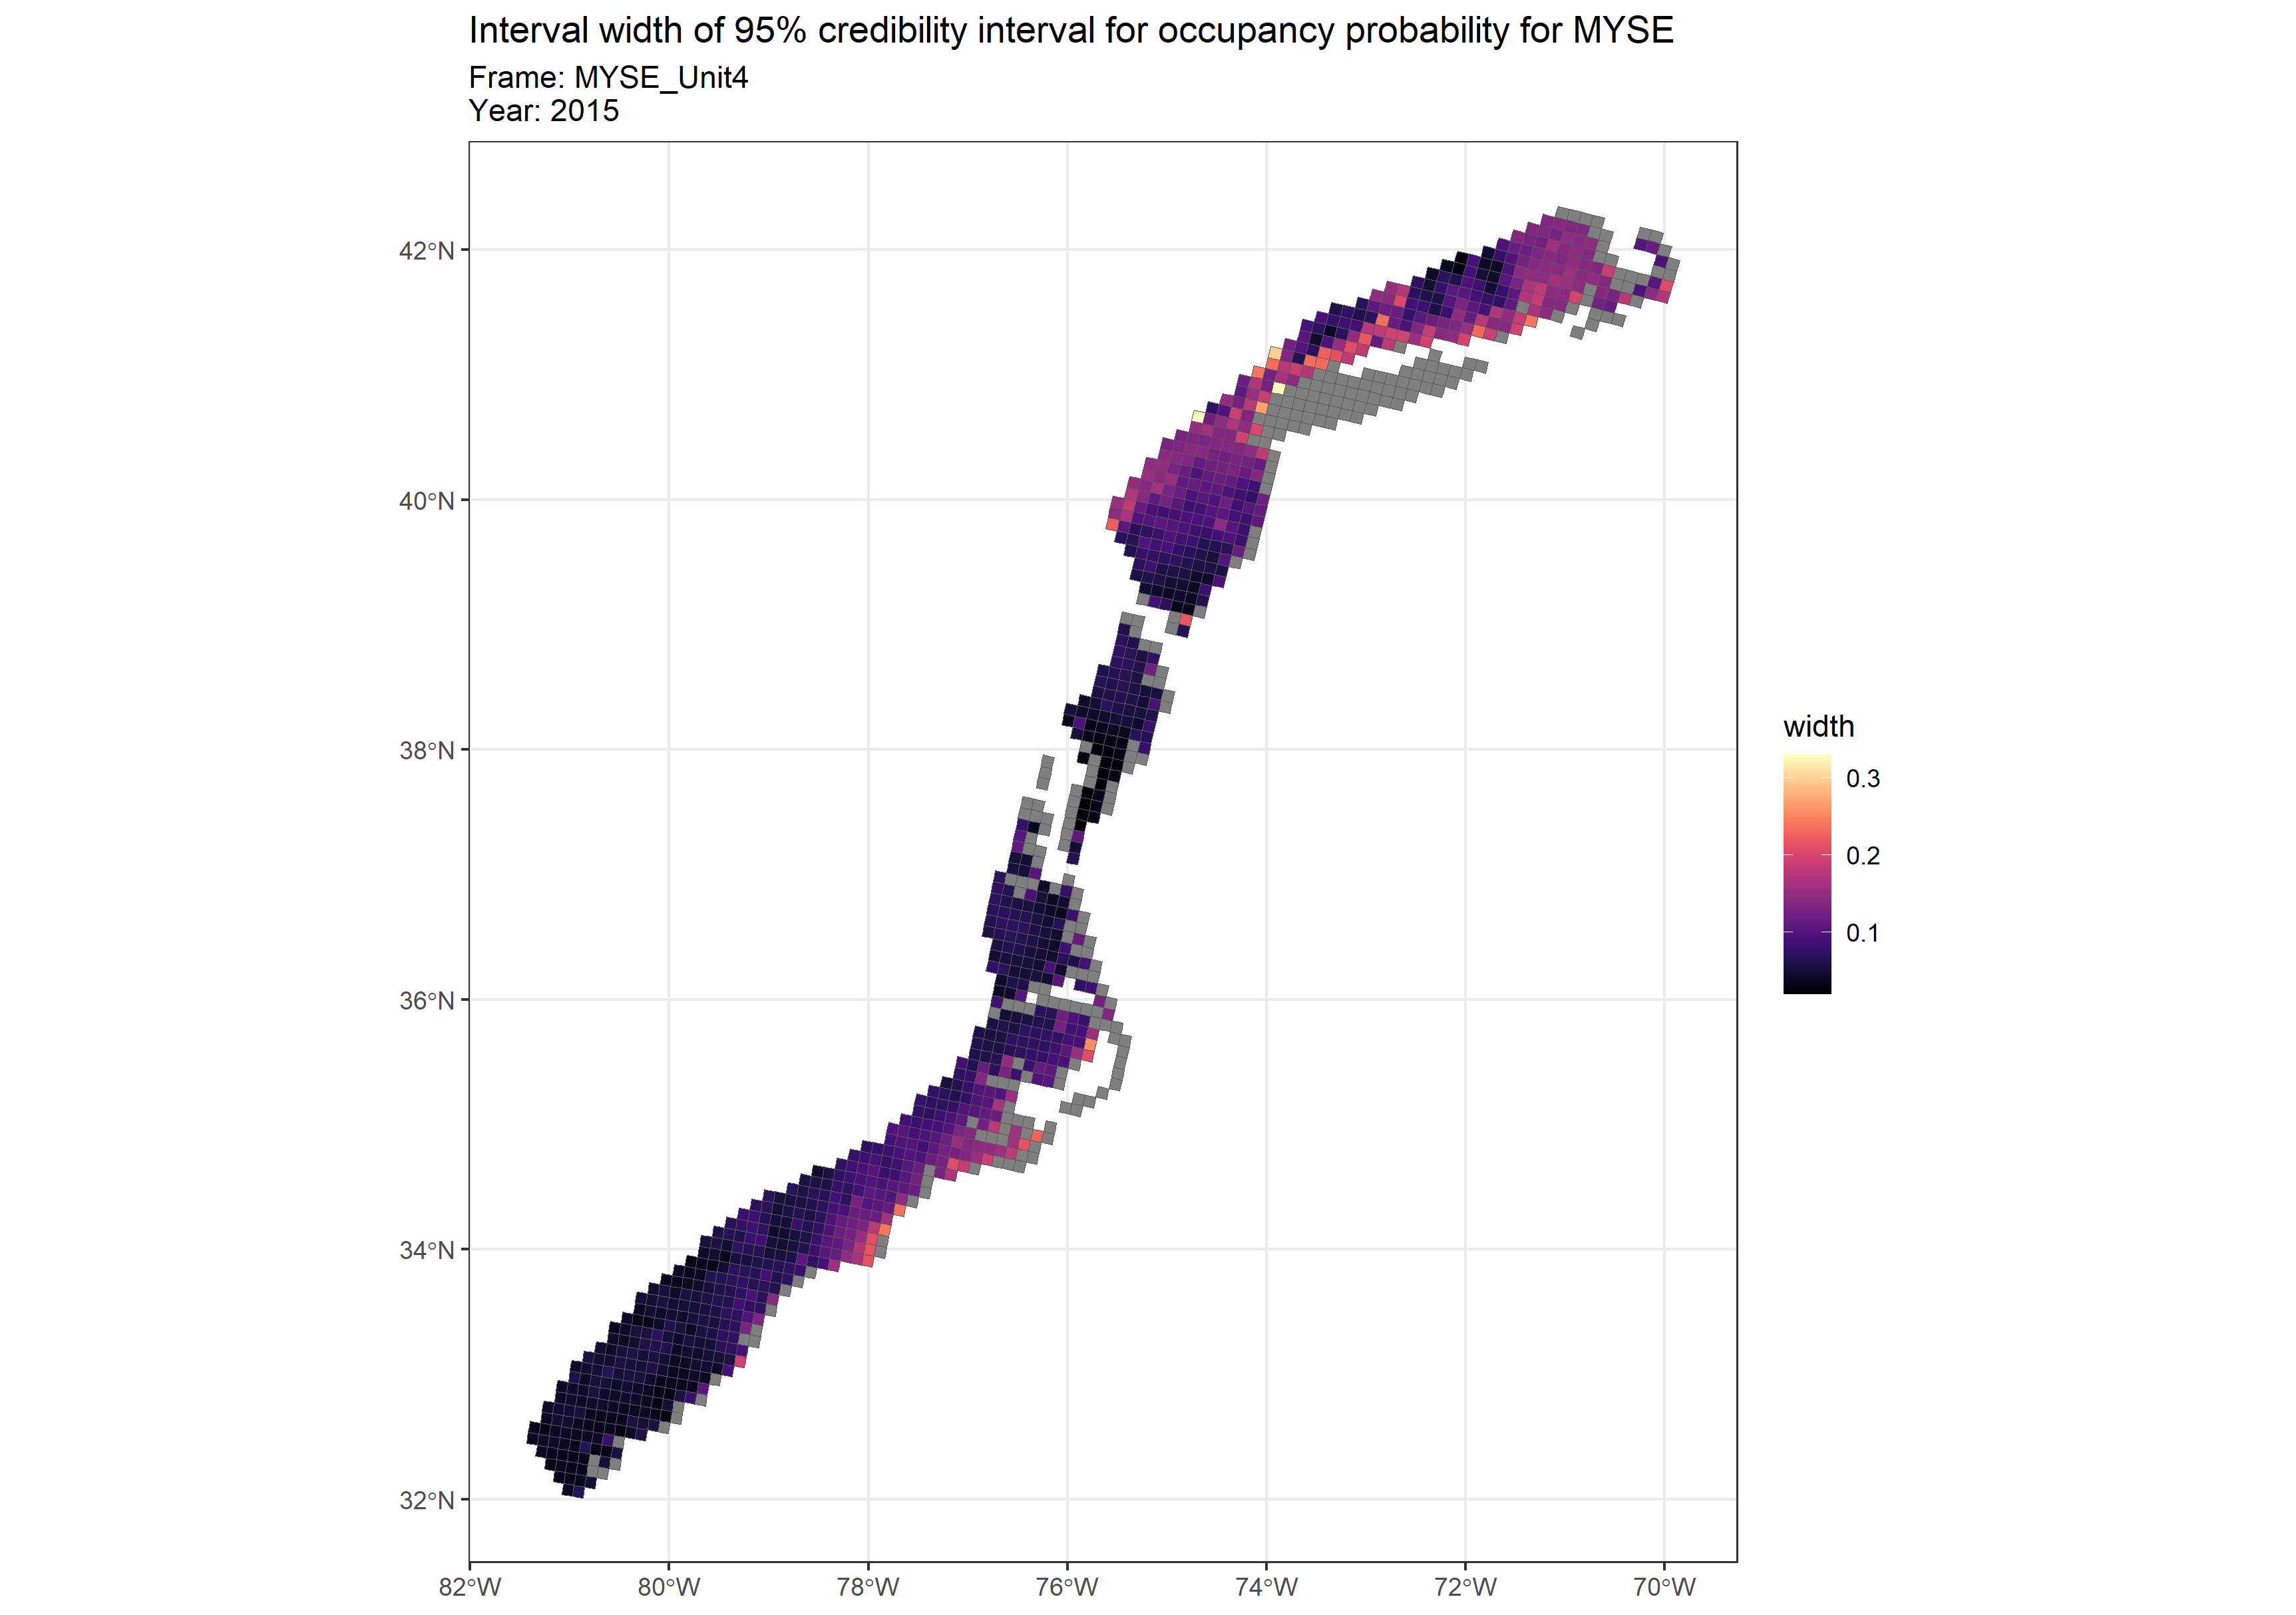 Interval width of 95% credibility interval for occupancy probability for MYSE
Frame: MYSE_Unit4
Year: 2015
42°N
40°N
38°N
36°N
34°N
32°N
82°W 80°W 78°W 76°W 74°W 72°W 70°W
width
0.3
0.2
0.1